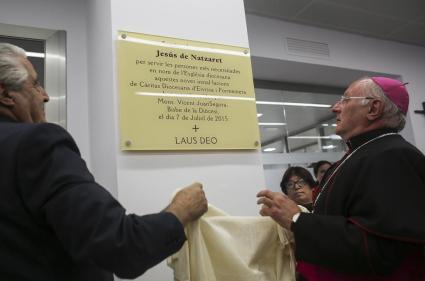 Jesús de Natzaret
per servir les persones més necessitades
en nom de l'Església diocesana
aquestes noves instal·lacions
de Càritas Diocesana d'Eivissa i Formentera
Mons. Vicent Joan Segura,
Bisbe de la Diòcesi,
el dia 7 de Juliol de 2015
LAUS DEO